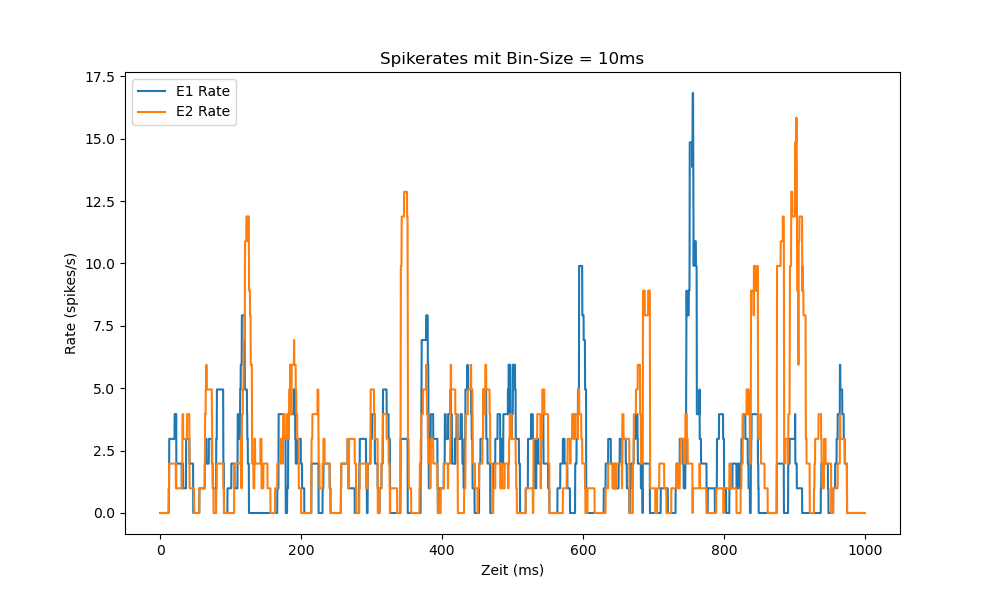 Spikerates mit Bin-Size = 10ms
E1 Rate
E2 Rate
17.5
15.0
12.5
10.0
7.5
5.0
2.5
0.0
Rate (spikes/s)
0 200 400 600 800 1000
Zeit (ms)